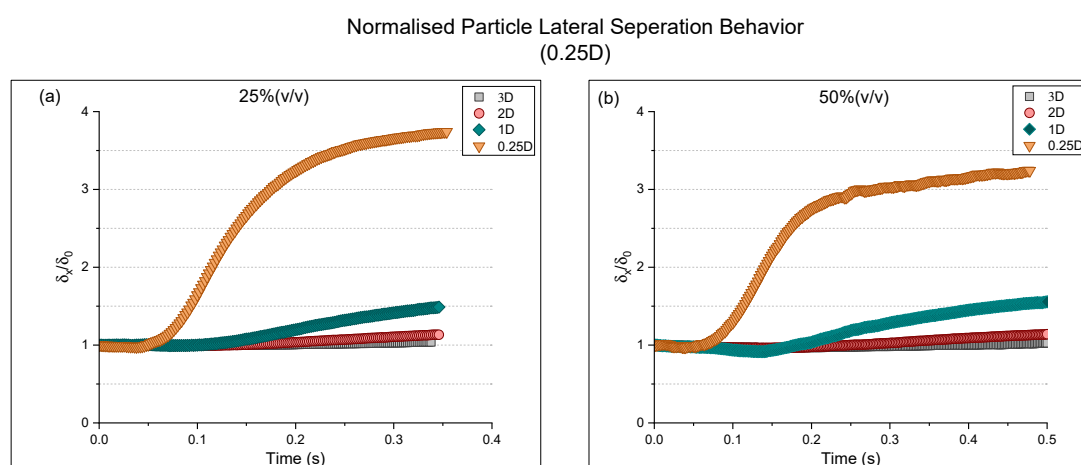 Normalised Particle Lateral Seperation Behavior
(0.25D)
(a)
25%(v/v)
3D
2D
1D
0.25D
4
3
2
1
0
δx/δ0
0.0
0.1
0.2
0.3
0.4
Time (s)
(b)
50%(v/v)
3D
2D
1D
0.25D
4
3
2
1
0
δx/δ0
0.0
0.1
0.2
0.3
0.4
0.5
Time (s)